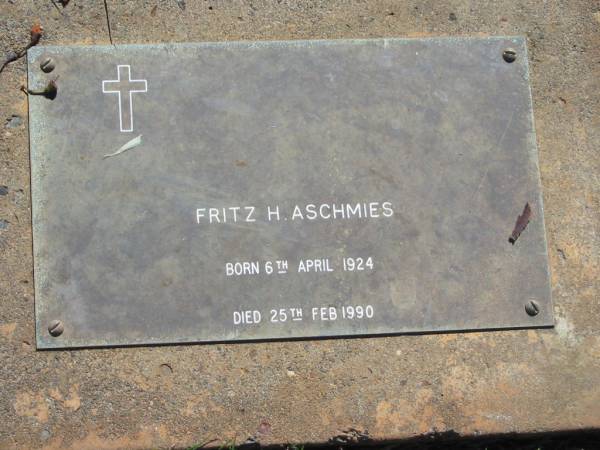 FRITZ H. ASCHMIES
BORN 6TH APRIL 1924
DIED 25TH FEB 1990